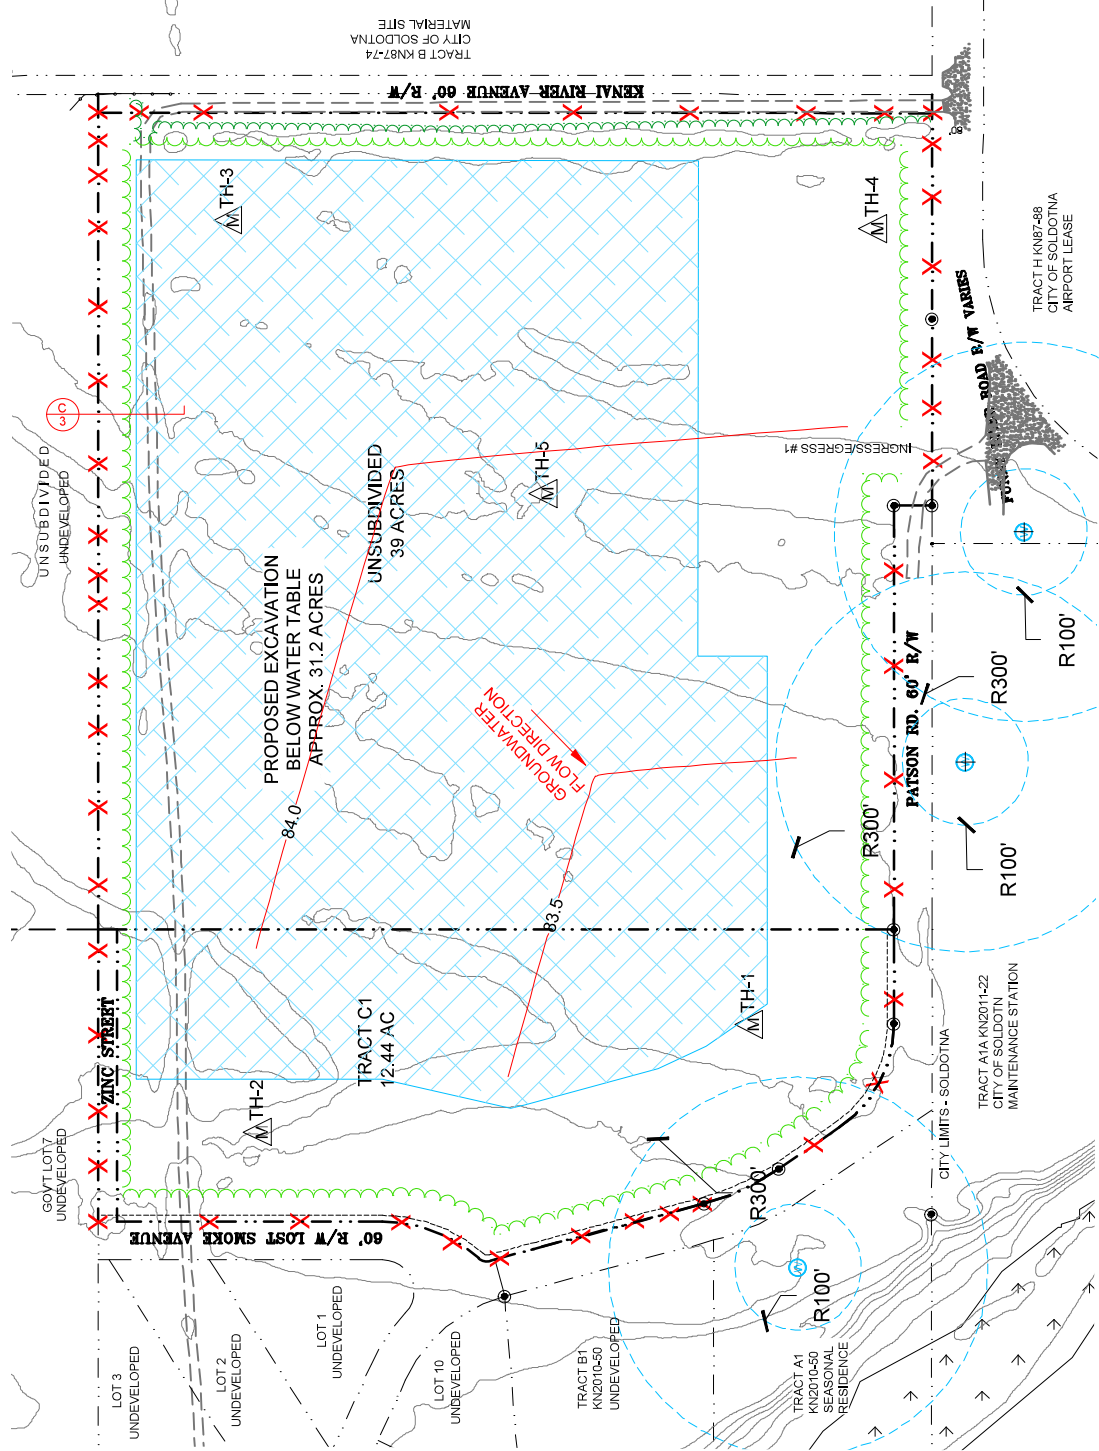 TRACT B KN87-74
CITY OF SOLDOTNA
MATERIAL SITE
KENAI RIVER AVENUE 60' R/W
60'
M TH-3
M TH-4
TRACT H KN87-88
CITY OF SOLDOTNA
AIRPORT LEASE
C
3
UNSUBDIVIDED
UNDEVELOPED
UNSUBDIVIDED
39 ACRES
M TH-5
INGRESS/EGRESS #1
ROAD R/W VARIES
PROPOSED EXCAVATION
BELOW WATER TABLE
APPROX. 31.2 ACRES
84.0
GROUNDWATER
FLOW DIRECTION
83.5
PATSON RD. 60' R/W
R300'
R100'
R300'
R100'
ZINC STREET
TRACT C1
12.44 AC
M TH-1
M TH-2
CITY LIMITS - SOLDOTNA
TRACT A1A KN2011-22
CITY OF SOLDOTN
MAINTENANCE STATION
GOV'T LOT 7
UNDEVELOPED
60' R/W LOST SMOKE AVENUE
R300'
R100'
LOT 3
UNDEVELOPED
LOT 2
UNDEVELOPED
LOT 1
UNDEVELOPED
LOT 10
UNDEVELOPED
TRACT B1
KN2010-50
UNDEVELOPED
TRACT A1
KN2010-50
SEASONAL
RESIDENCE